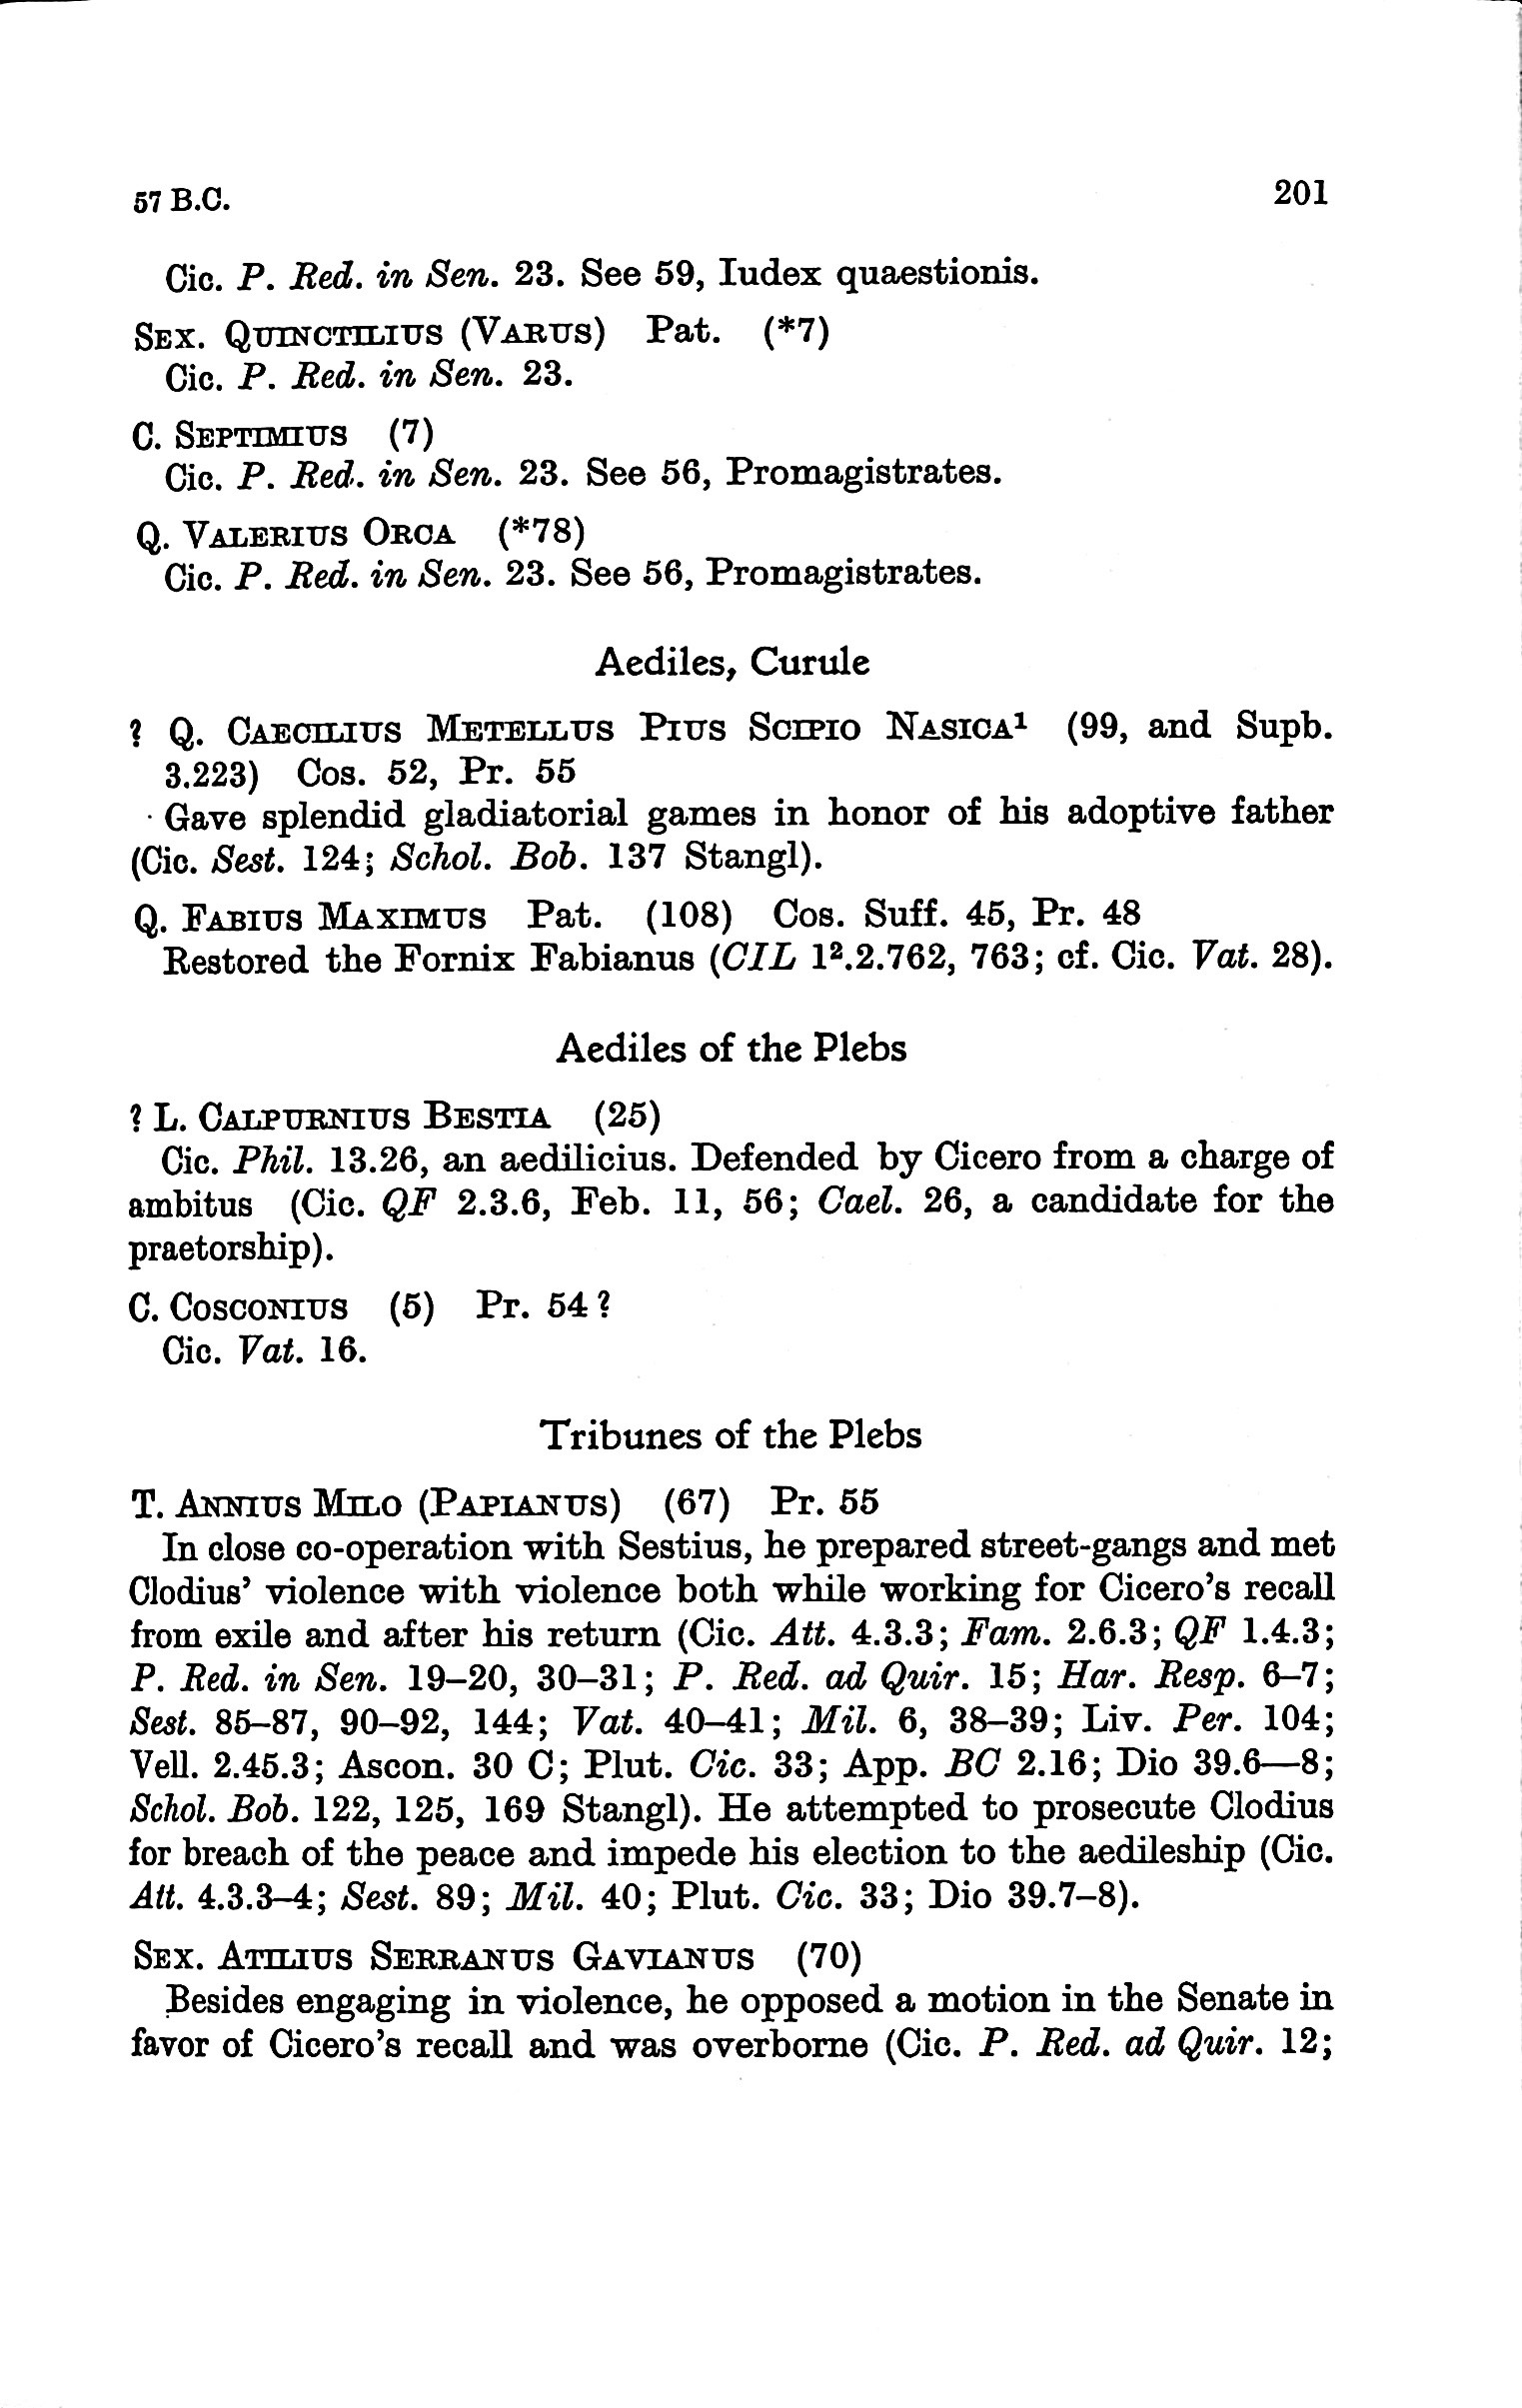 57 B.C. 201
Cic. P. Red. in Sen. 23. See 59, Iudex quaestionis.
SEX. QUINCTILIUS (VARUS) Pat. (*7)
Cic. P. Red. in Sen. 23.
C. SEPTIMIUS (7)
Cic. P. Red. in Sen. 23. See 56, Promagistrates.
Q. VALERIUS ORCA (*78)
Cic. P. Red. in Sen. 23. See 56, Promagistrates.
Aediles, Curule
? Q. CAECILIUS METELLUS PIUS SCIPIO NASICA¹ (99, and Supb.
3.223) Cos. 52, Pr. 55
Gave splendid gladiatorial games in honor of his adoptive father
(Cic. Sest. 124; Schol. Bob. 137 Stangl).
Q. FABIUS MAXIMUS Pat. (108) Cos. Suff. 45, Pr. 48
Restored the Fornix Fabianus (CIL 1².2.762, 763; cf. Cic. Vat. 28).
Aediles of the Plebs
? L. CALPURNIUS BESTIA (25)
Cic. Phil. 13.26, an aedilicius. Defended by Cicero from a charge of
ambitus (Cic. QF 2.3.6, Feb. 11, 56; Cael. 26, a candidate for the
praetorship).
C. COSCONIUS (5) Pr. 54?
Cic. Vat. 16.
Tribunes of the Plebs
T. ANNIUS MILO (PAPIANUS) (67) Pr. 55
In close co-operation with Sestius, he prepared street-gangs and met
Clodius' violence with violence both while working for Cicero's recall
from exile and after his return (Cic. Att. 4.3.3; Fam. 2.6.3; QF 1.4.3;
P. Red. in Sen. 19–20, 30–31; P. Red. ad Quir. 15; Har. Resp. 6–7;
Sest. 85–87, 90–92, 144; Vat. 40–41; Mil. 6, 38–39; Liv. Per. 104;
Vell. 2.45.3; Ascon. 30 C; Plut. Cic. 33; App. BC 2.16; Dio 39.6—8;
Schol. Bob. 122, 125, 169 Stangl). He attempted to prosecute Clodius
for breach of the peace and impede his election to the aedileship (Cic.
Att. 4.3.3–4; Sest. 89; Mil. 40; Plut. Cic. 33; Dio 39.7–8).
SEX. ATILIUS SERRANUS GAVIANUS (70)
Besides engaging in violence, he opposed a motion in the Senate in
favor of Cicero's recall and was overborne (Cic. P. Red. ad Quir. 12;